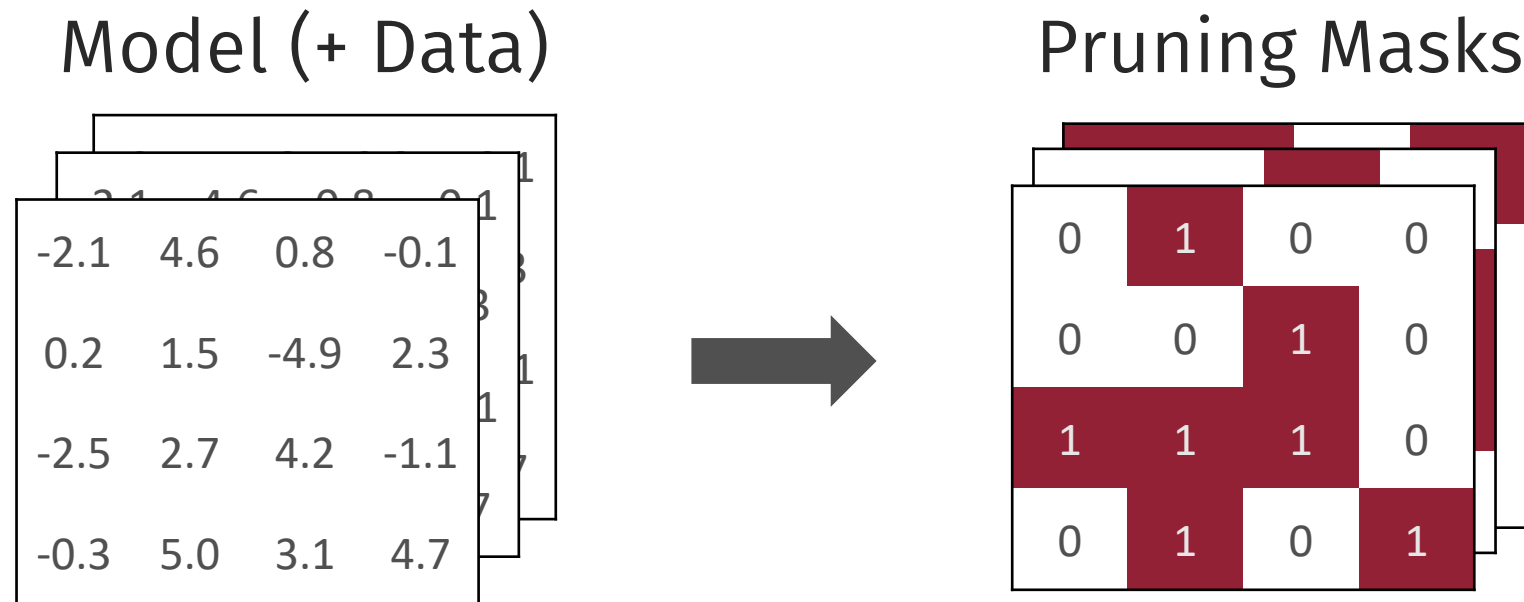 Model (+ Data)
Pruning Masks
-2.1 4.6 0.8 -0.1
0.2 1.5 -4.9 2.3
-2.5 2.7 4.2 -1.1
-0.3 5.0 3.1 4.7
0 1 0 0
0 0 1 0
1 1 1 0
0 1 0 1